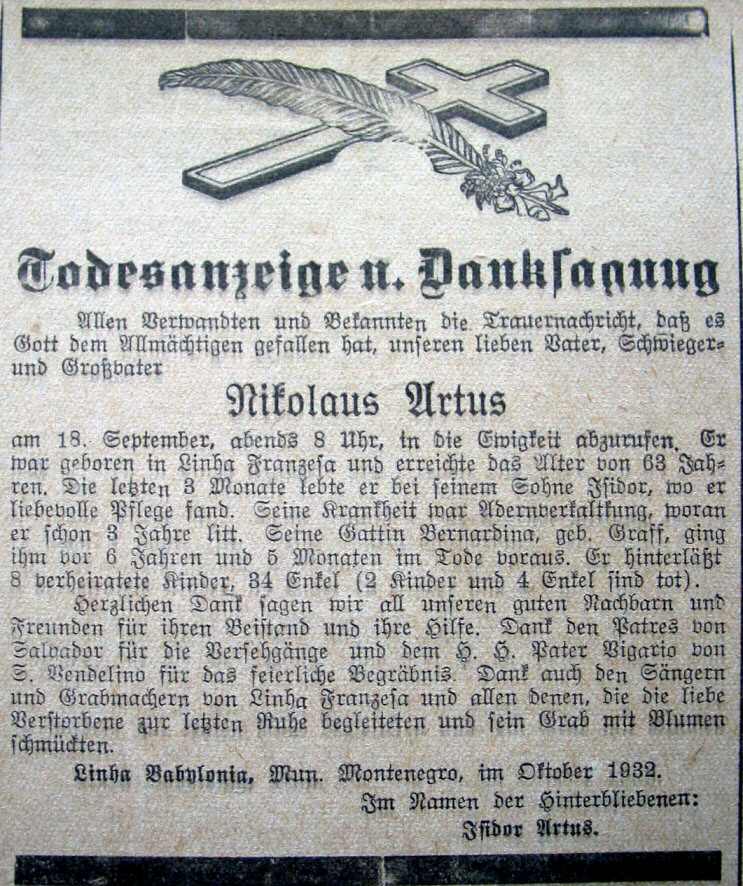 Todesanzeige u. Danksagung
Allen Verwandten und Bekannten die Trauernachricht, daß es
Gott dem Allmächtigen gefallen hat, unseren lieben Vater, Schwieger-
und Großvater
Nikolaus Artus
am 18. September, abends 8 Uhr, in die Ewigkeit abzurufen. Er
war geboren in Linha Franzesa und erreichte das Alter von 63 Jah-
ren. Die letzten 3 Monate lebte er bei seinem Sohne Isidor, wo er
liebevolle Pflege fand. Seine Krankheit war Adernverkaltkung, woran
er schon 3 Jahre litt. Seine Gattin Bernardina, geb. Graff, ging
ihm vor 6 Jahren und 5 Monaten im Tode voraus. Er hinterläßt
8 verheiratete Kinder, 34 Enkel (2 Kinder und 4 Enkel sind tot).
Herzlichen Dank sagen wir all unseren guten Nachbarn und
Freunden für ihren Beistand und ihre Hilfe. Dank den Patres von
Salvador für die Versehgänge und dem H. H. Pater Vigario von
S. Vendelino für das feierliche Begräbnis. Dank auch den Sängern
und Grabmachern von Linha Franzesa und allen denen, die die liebe
Verstorbene zur letzten Ruhe begleiteten und sein Grab mit Blumen
schmückten.
Linha Babylonia, Mun. Montenegro, im Oktober 1932.
Im Namen der Hinterbliebenen:
Isidor Artus.